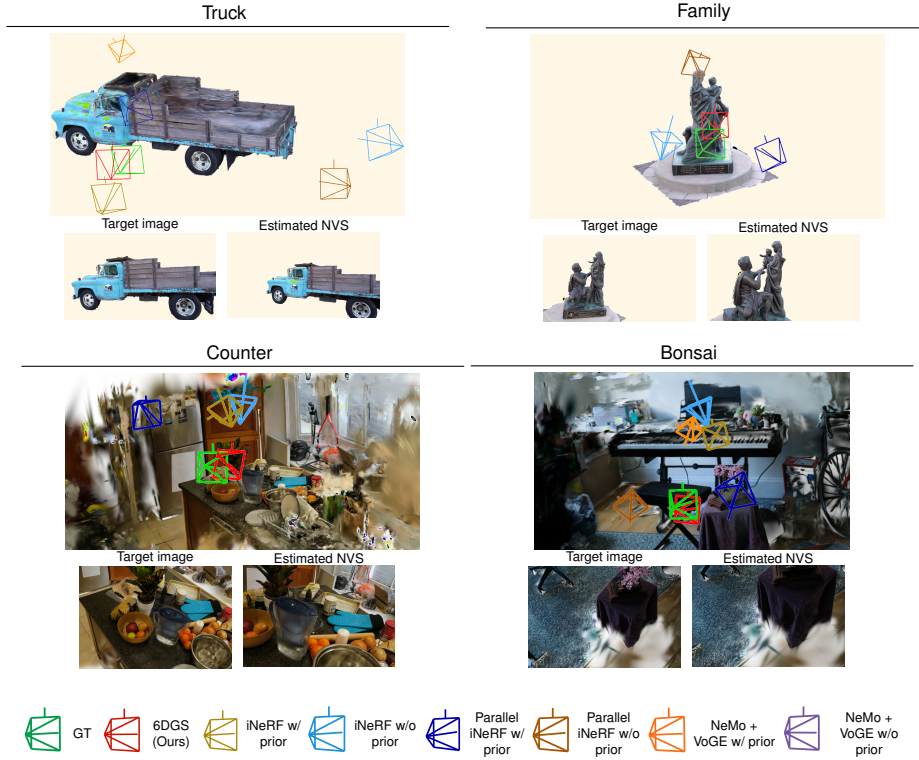 Truck
Family
Target image
Estimated NVS
Target image
Estimated NVS
Counter
Bonsai
Target image
Estimated NVS
Target image
Estimated NVS
GT
6DGS
(Ours)
iNeRF w/
prior
iNeRF w/o
prior
Parallel
iNeRF w/
prior
Parallel
iNeRF w/o
prior
NeMo +
VoGE w/ prior
NeMo +
VoGE w/o
prior